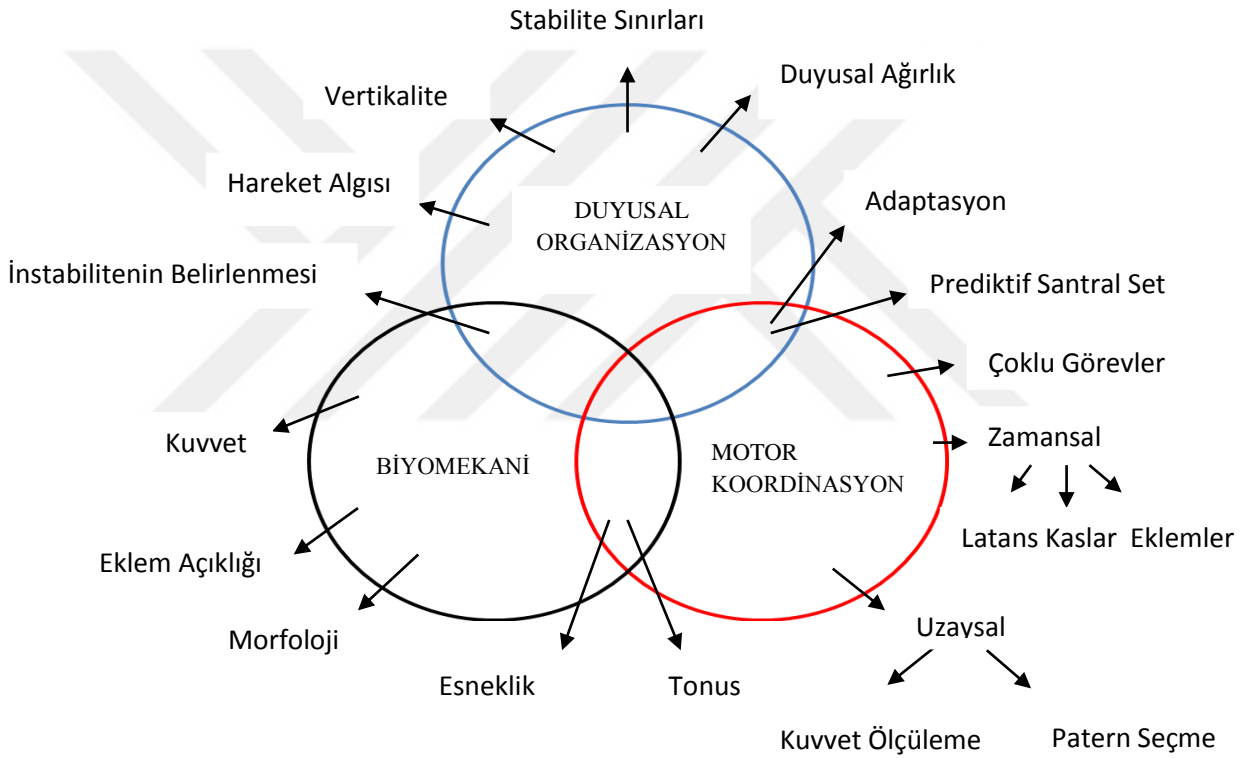 Stabilite Sınırları
Duyusal Ağırlık
Vertikalite
Hareket Algısı
DUYUSAL
ORGANİZASYON
Adaptasyon
İnstabilitenin Belirlenmesi
Prediktif Santral Set
Çoklu Görevler
Kuvvet
BİYOMEKANİ
MOTOR
KOORDİNASYON
Zamansal
Latans Kaslar Eklemler
Eklem Açıklığı
Morfoloji
Uzaysal
Esneklik
Tonus
Kuvvet Ölçüleme
Patern Seçme